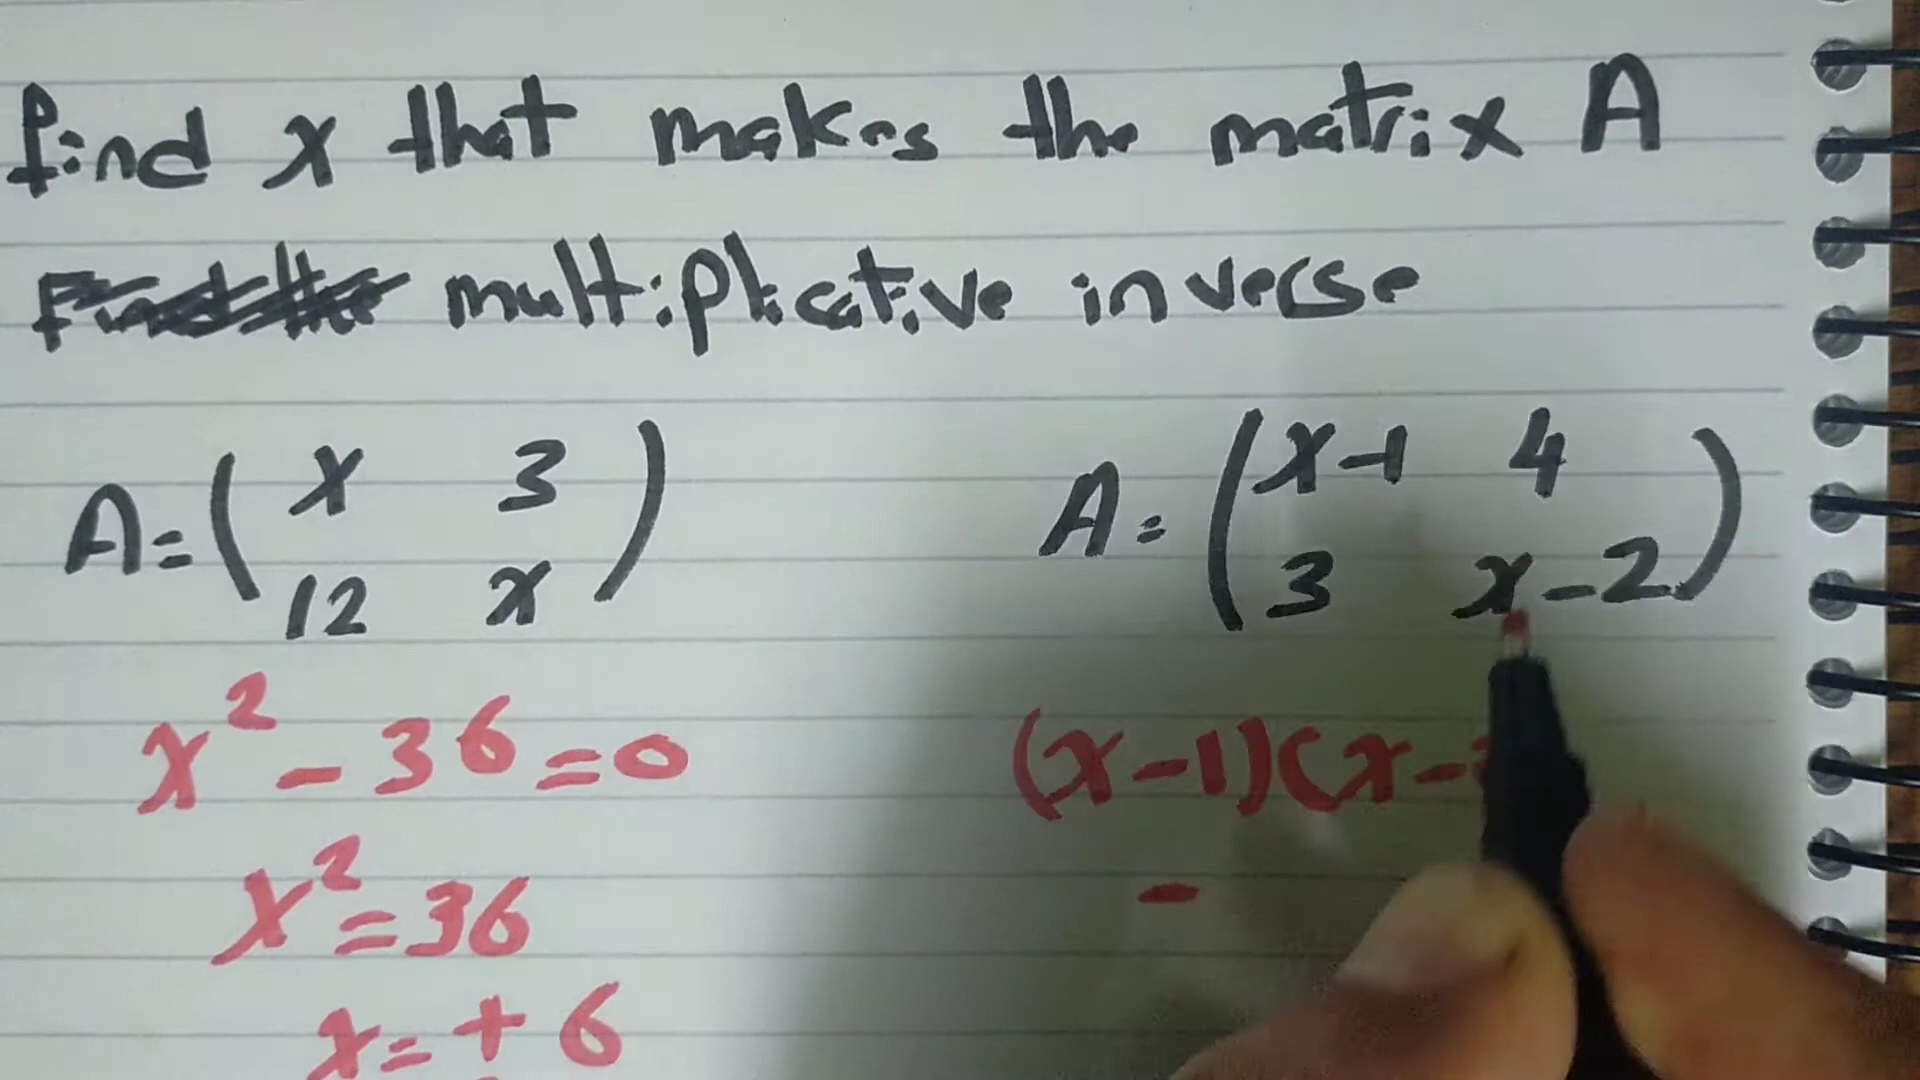 find x that makes the matrix A
multiplicative inverse
A = ( x 3
12 x )
x² - 36 = 0
x² = 36
x = + 6
A = ( x-1 4
3 x-2 )
(x-1)(x-
-